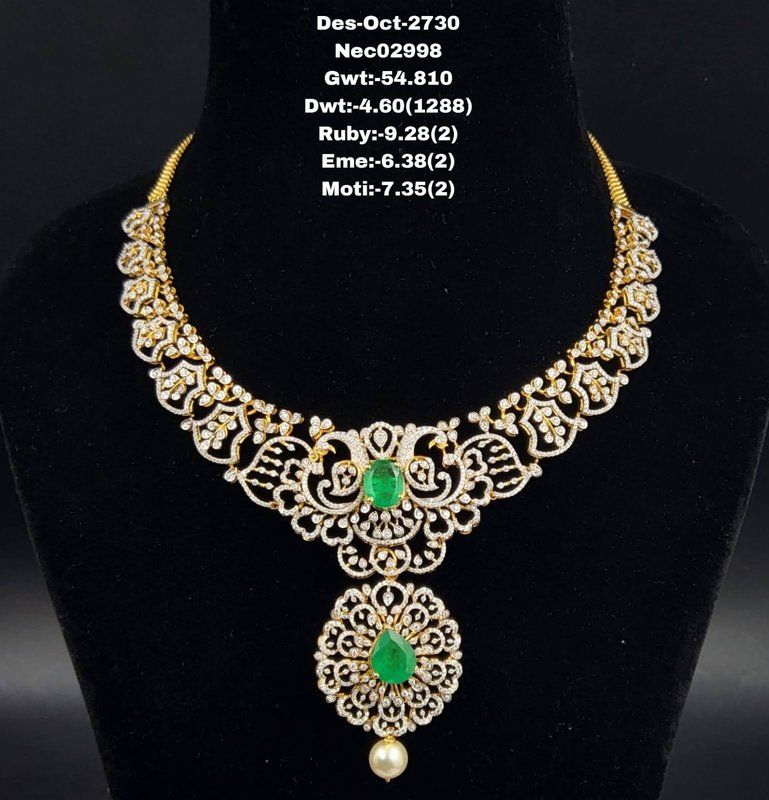 Des-Oct-2730
Nec02998
Gwt:-54.810
Dwt:-4.60(1288)
Ruby:-9.28(2)
Eme:-6.38(2)
Moti:-7.35(2)